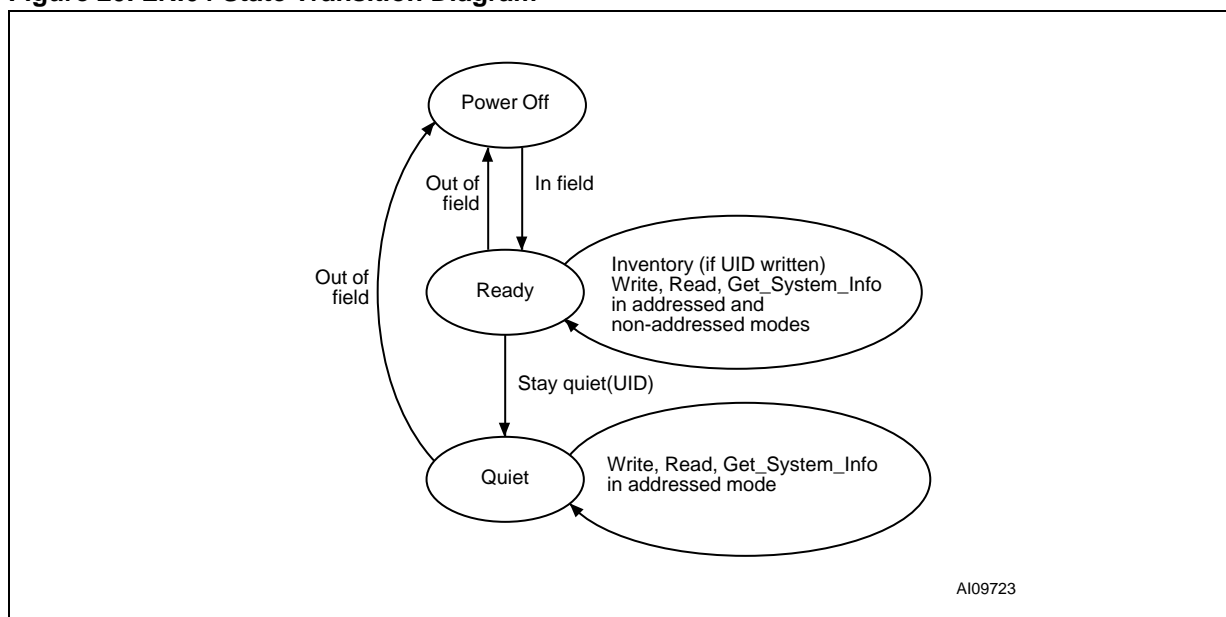 Power Off
Out of
field
In field
Out of
field
Ready
Inventory (if UID written)
Write, Read, Get_System_Info
in addressed and
non-addressed modes
Stay quiet(UID)
Quiet
Write, Read, Get_System_Info
in addressed mode
AI09723